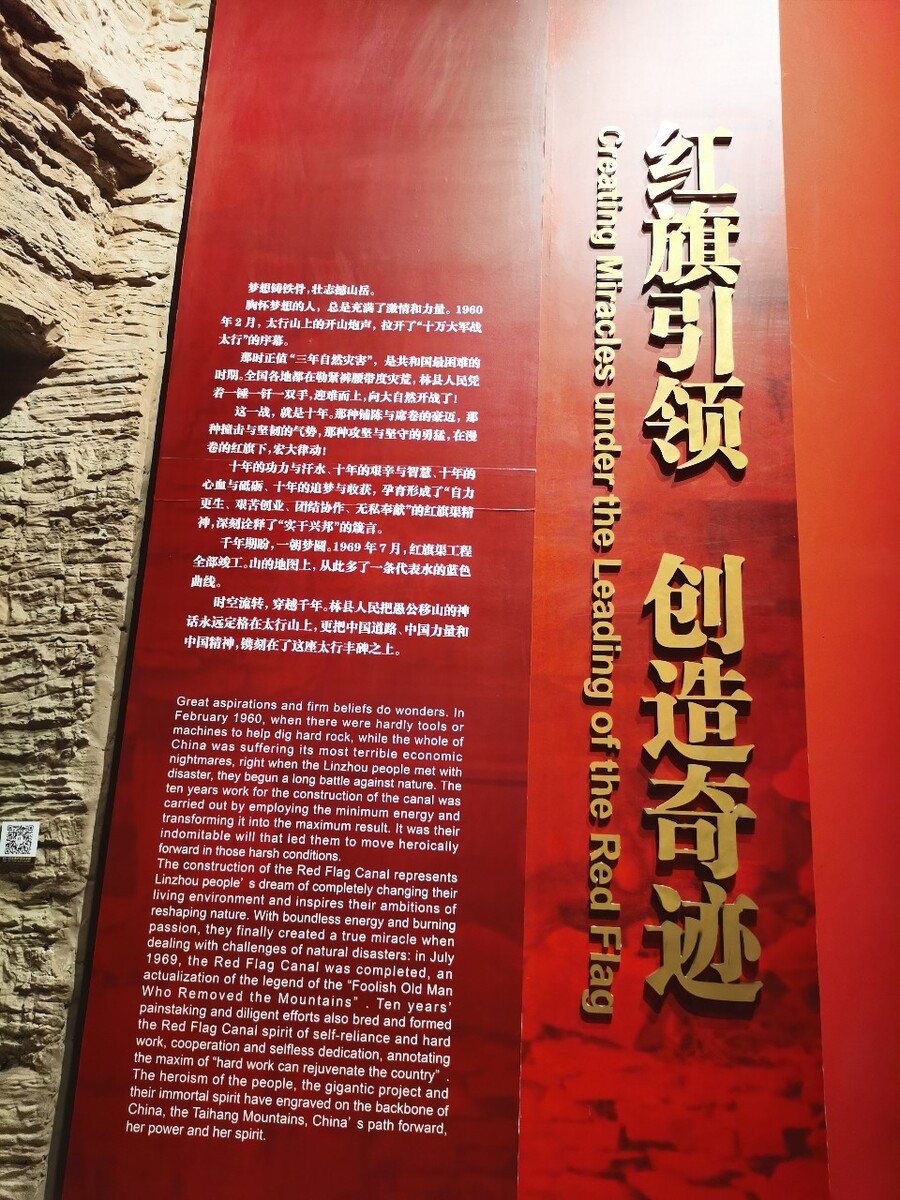 红旗引领 创造奇迹
Creating Miracles under the Leading of the Red Flag
梦想铸铁骨，壮志撼山岳。
胸怀梦想的人，总是充满了激情和力量。1960
年2月，太行山上的开山炮声，拉开了“十万大军战
太行”的序幕。
那时正值“三年自然灾害”，是共和国最困难的
时期。全国各地都在勒紧裤腰带度灾荒，林县人民凭
着一锤一钎一双手，迎难而上，向大自然开战了！
这一战，就是十年。那种铺陈与席卷的豪迈，那
种撞击与坚韧的气势，那种攻坚与坚守的勇猛，在漫
卷的红旗下，宏大律动！
十年的功力与汗水、十年的艰辛与智慧、十年的
心血与砥砺、十年的追梦与收获，孕育形成了“自力
更生、艰苦创业、团结协作、无私奉献”的红旗渠精
神，深刻诠释了“实干兴邦”的箴言。
千年期盼，一朝梦圆。1969年7月，红旗渠工程
全部竣工。山的地图上，从此多了一条代表水的蓝色
曲线。
时空流转，穿越千年。林县人民把愚公移山的神
话永远定格在太行山上，更把中国道路、中国力量和
中国精神，镌刻在了这座太行丰碑之上。
Great aspirations and firm beliefs do wonders. In
February 1960, when there were hardly tools or
machines to help dig hard rock, while the whole of
China was suffering its most terrible economic
nightmares, right when the Linzhou people met with
disaster, they begun a long battle against nature. The
ten years work for the construction of the canal was
carried out by employing the minimum energy and
transforming it into the maximum result. It was their
indomitable will that led them to move heroically
forward in those harsh conditions.
The construction of the Red Flag Canal represents
Linzhou people’s dream of completely changing their
living environment and inspires their ambitions of
reshaping nature. With boundless energy and burning
passion, they finally created a true miracle when
dealing with challenges of natural disasters: in July
1969, the Red Flag Canal was completed, an
actualization of the legend of the “Foolish Old Man
Who Removed the Mountains” . Ten years’
painstaking and diligent efforts also bred and formed
the Red Flag Canal spirit of self-reliance and hard
work, cooperation and selfless dedication, annotating
the maxim of “hard work can rejuvenate the country” .
The heroism of the people, the gigantic project and
their immortal spirit have engraved on the backbone of
China, the Taihang Mountains, China’s path forward,
her power and her spirit.